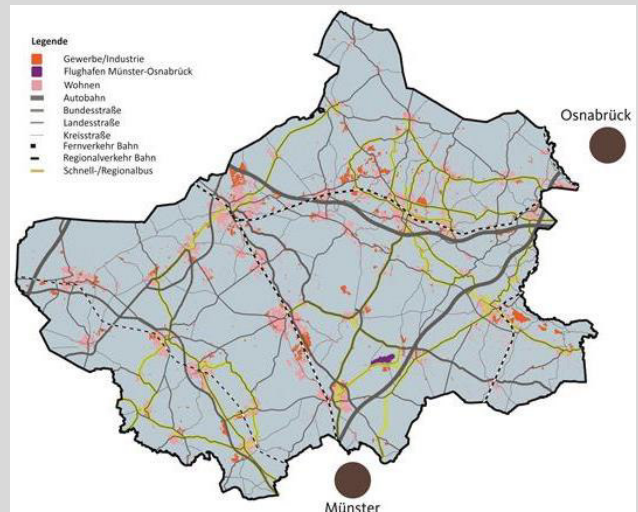 Legende
Gewerbe/Industrie
Flughafen Münster-Osnabrück
Wohnen
Autobahn
Bundesstraße
Landesstraße
Kreisstraße
Fernverkehr Bahn
Regionalverkehr Bahn
Schnell-/Regionalbus
Osnabrück
Münster